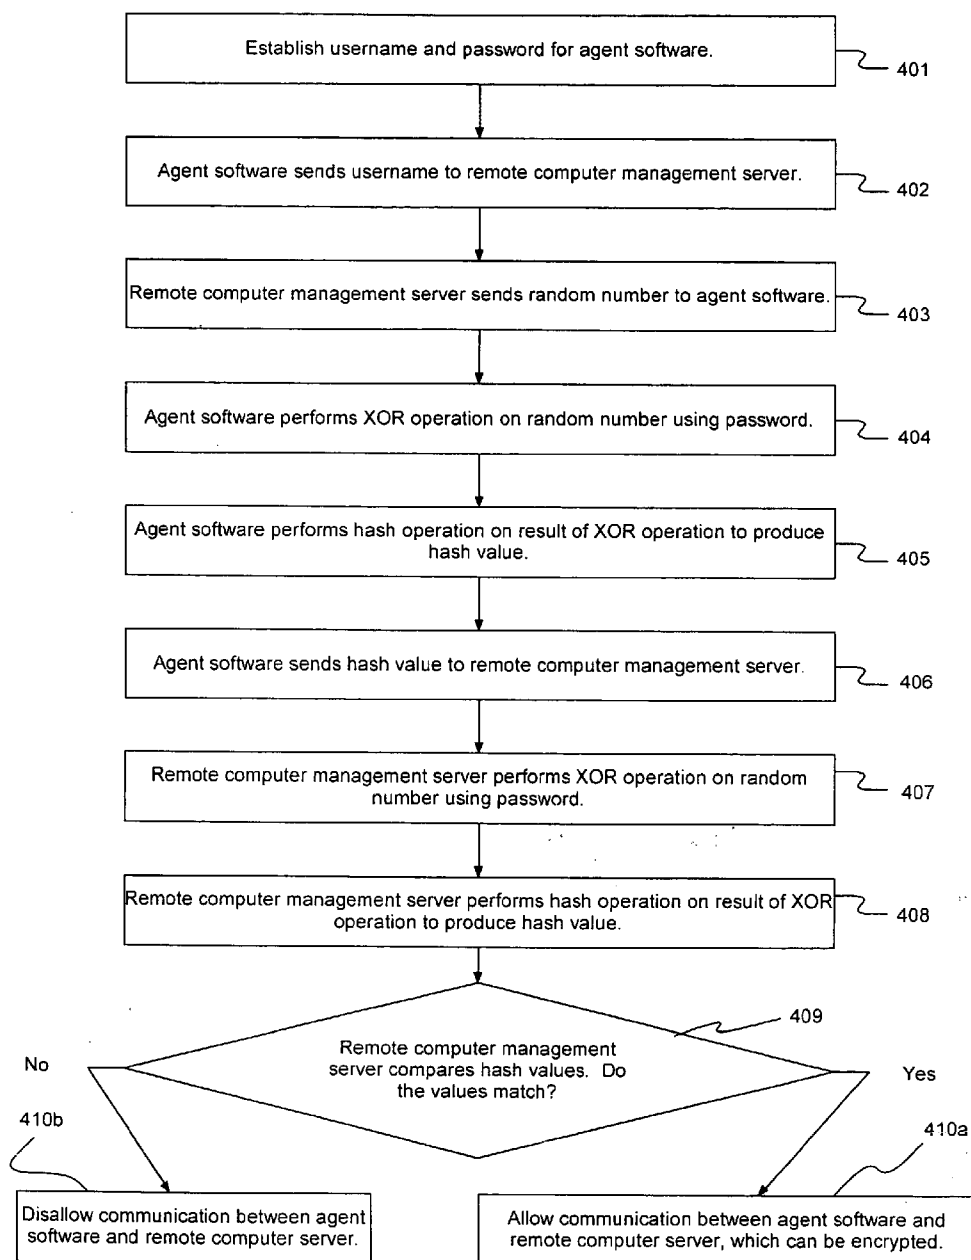 Establish username and password for agent software.
401
Agent software sends username to remote computer management server.
402
Remote computer management server sends random number to agent software.
403
Agent software performs XOR operation on random number using password.
404
Agent software performs hash operation on result of XOR operation to produce
hash value.
405
Agent software sends hash value to remote computer management server.
406
Remote computer management server performs XOR operation on random
number using password.
407
Remote computer management server performs hash operation on result of XOR
operation to produce hash value.
408
409
Remote computer management
server compares hash values. Do
the values match?
No
Yes
410b
410a
Disallow communication between agent
software and remote computer server.
Allow communication between agent software and
remote computer server, which can be encrypted.